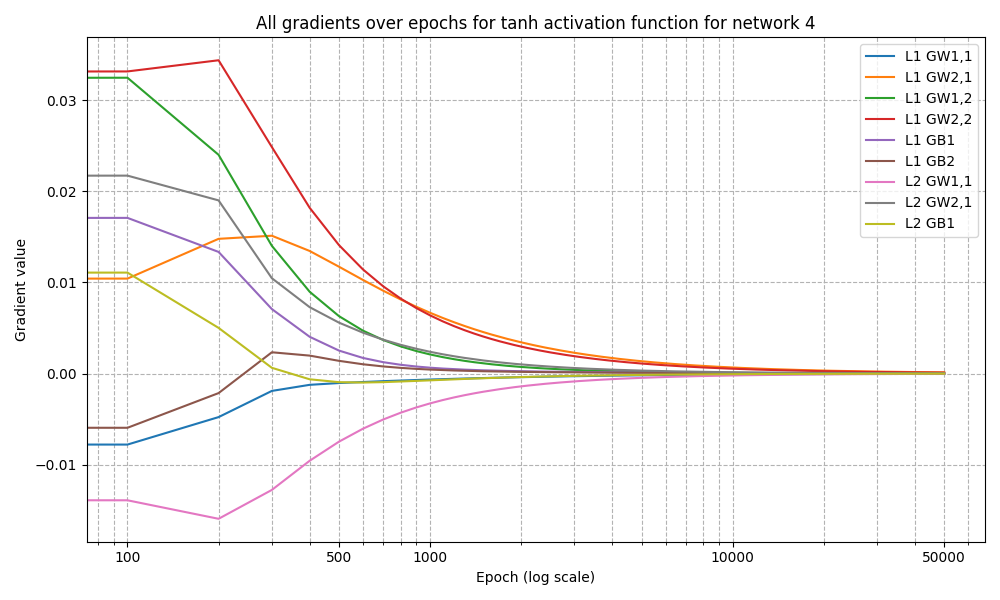 All gradients over epochs for tanh activation function for network 4
L1 GW1,1
L1 GW2,1
L1 GW1,2
L1 GW2,2
L1 GB1
L1 GB2
L2 GW1,1
L2 GW2,1
L2 GB1
Gradient value
0.03
0.02
0.01
0.00
−0.01
100
500
1000
10000
50000
Epoch (log scale)